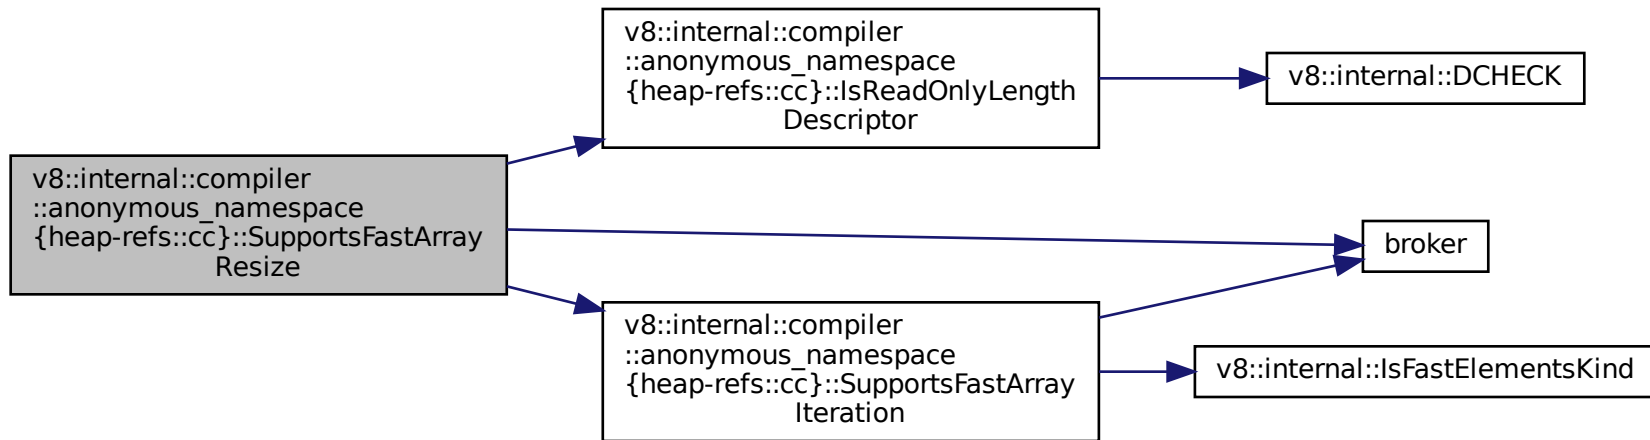 v8::internal::compiler
::anonymous_namespace
{heap-refs::cc}::SupportsFastArray
Resize
v8::internal::compiler
::anonymous_namespace
{heap-refs::cc}::IsReadOnlyLength
Descriptor
v8::internal::DCHECK
broker
v8::internal::compiler
::anonymous_namespace
{heap-refs::cc}::SupportsFastArray
Iteration
v8::internal::IsFastElementsKind